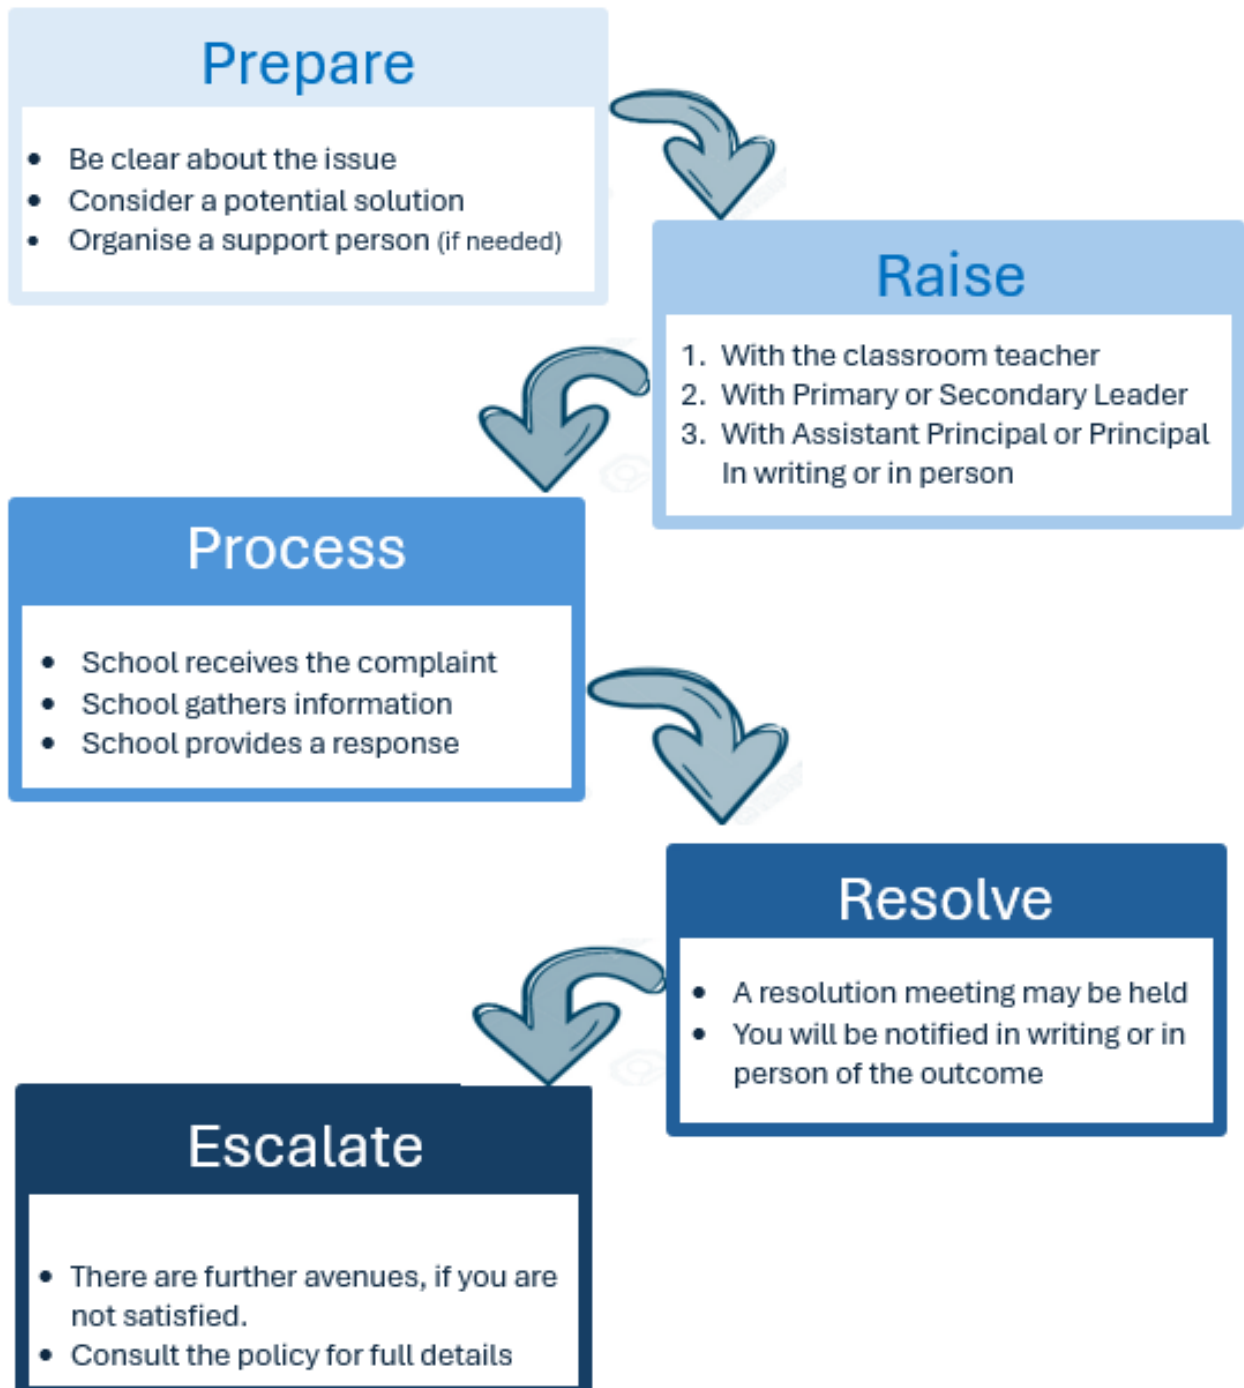 Prepare
• Be clear about the issue
• Consider a potential solution
• Organise a support person (if needed)
Raise
1. With the classroom teacher
2. With Primary or Secondary Leader
3. With Assistant Principal or Principal
In writing or in person
Process
• School receives the complaint
• School gathers information
• School provides a response
Resolve
• A resolution meeting may be held
• You will be notified in writing or in
person of the outcome
Escalate
• There are further avenues, if you are
not satisfied.
• Consult the policy for full details